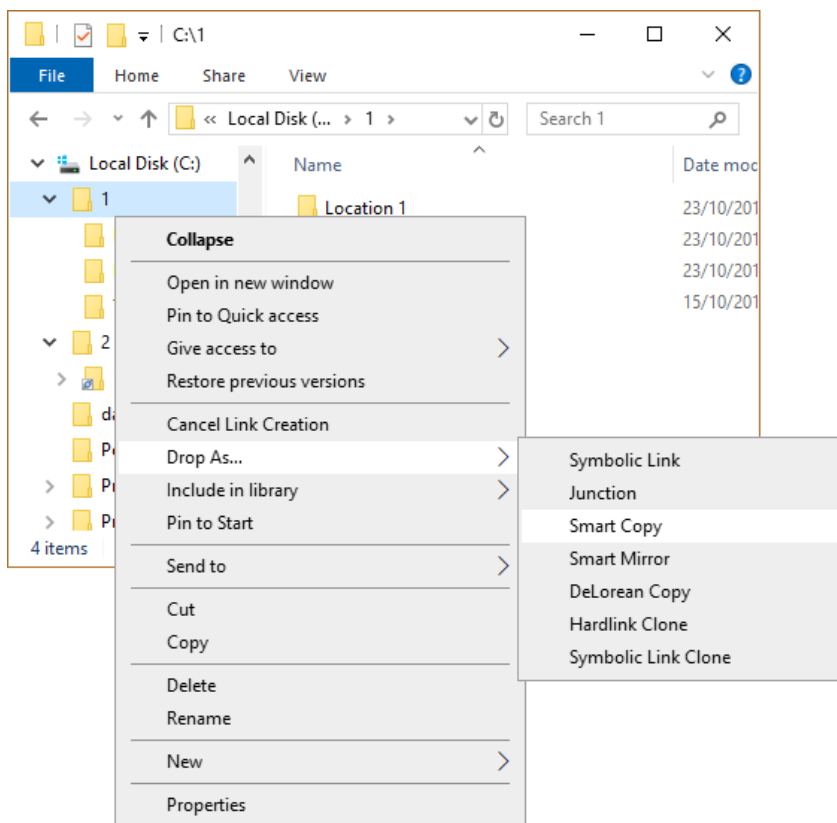 C:\1
File Home Share View
« Local Disk (... › 1 › Search 1
Local Disk (C:)
Name Date moc
1
Location 1 23/10/201
23/10/201
23/10/201
15/10/201
2
4 items
Collapse
Open in new window
Pin to Quick access
Give access to
Restore previous versions
Cancel Link Creation
Drop As...
Include in library
Pin to Start
Send to
Cut
Copy
Delete
Rename
New
Properties
Symbolic Link
Junction
Smart Copy
Smart Mirror
DeLorean Copy
Hardlink Clone
Symbolic Link Clone